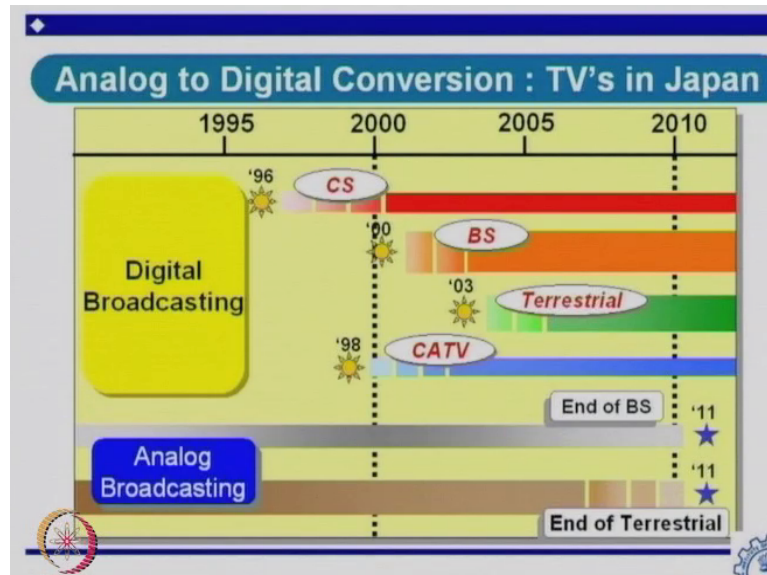 Analog to Digital Conversion : TV's in Japan
1995 2000 2005 2010
'96
CS
'00
BS
Digital
Broadcasting
'03
Terrestrial
'98
CATV
End of BS
'11
Analog
Broadcasting
'11
End of Terrestrial